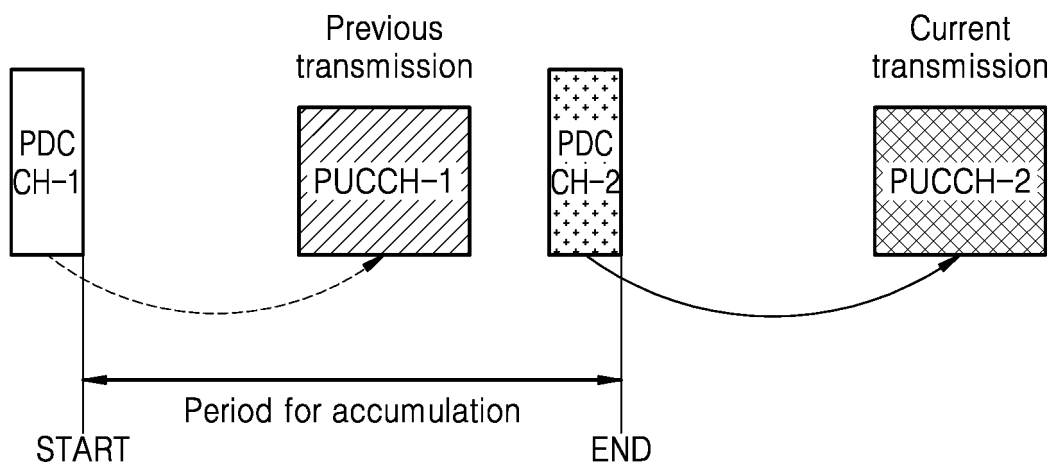 Previous
transmission
Current
transmission
PDC
CH-1
PUCCH-1
PDC
CH-2
PUCCH-2
Period for accumulation
START
END